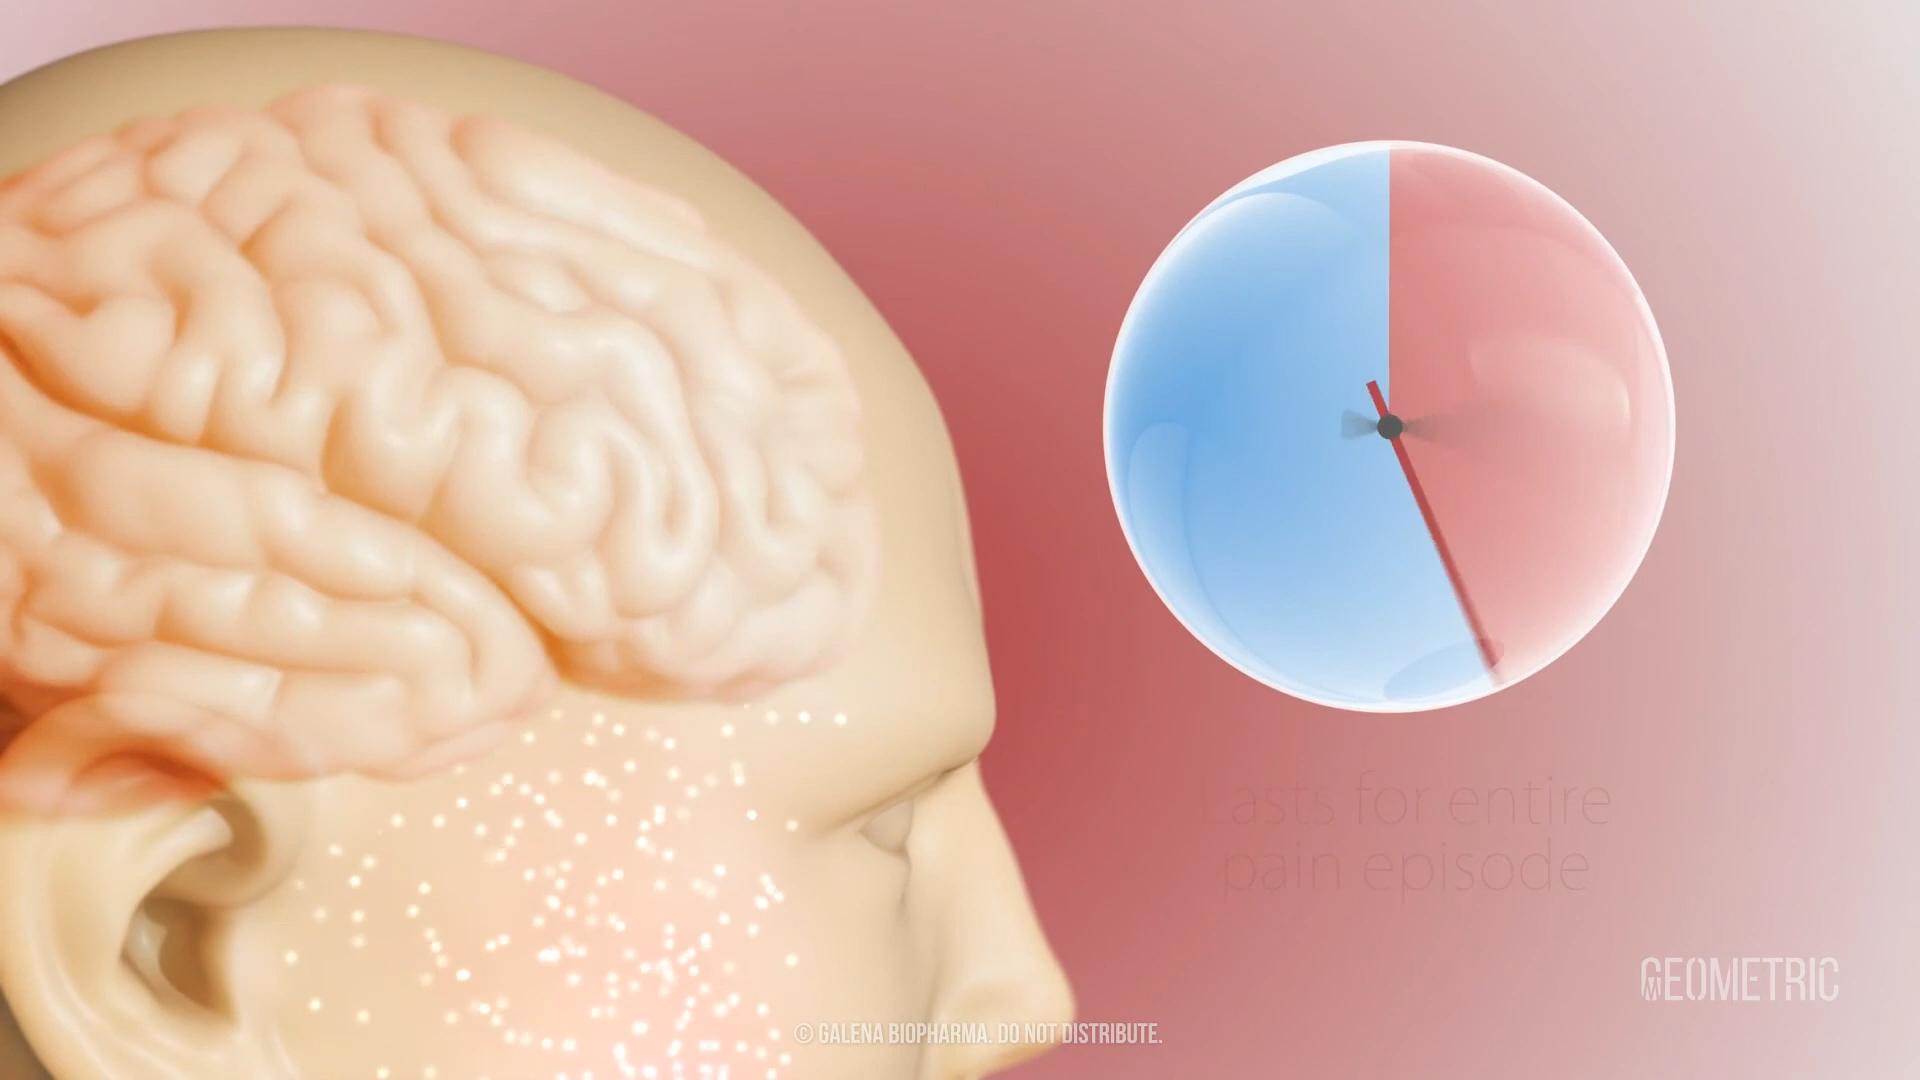 Lasts for entire
pain episode
GEOMETRIC
© GALENA BIOPHARMA. DO NOT DISTRIBUTE.